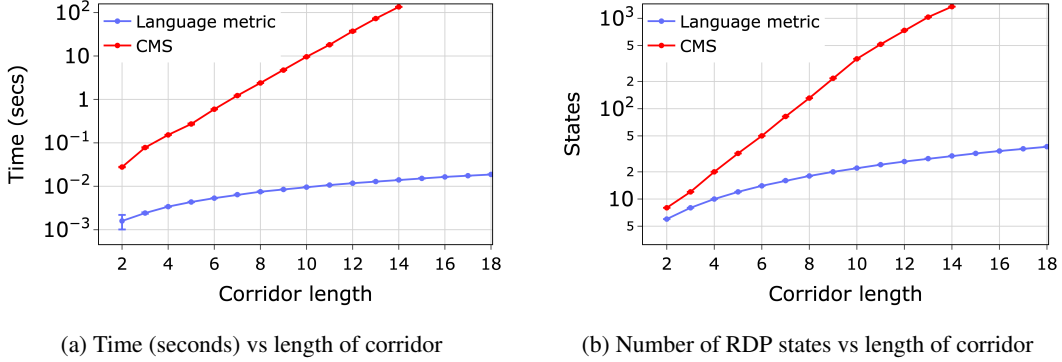 Language metric
CMS
10^2
10
1
10^−1
10^−2
10^−3
Time (secs)
2 4 6 8 10 12 14 16 18
Corridor length
(a) Time (seconds) vs length of corridor
Language metric
CMS
10^3
5
2
10^2
5
2
10
5
States
2 4 6 8 10 12 14 16 18
Corridor length
(b) Number of RDP states vs length of corridor